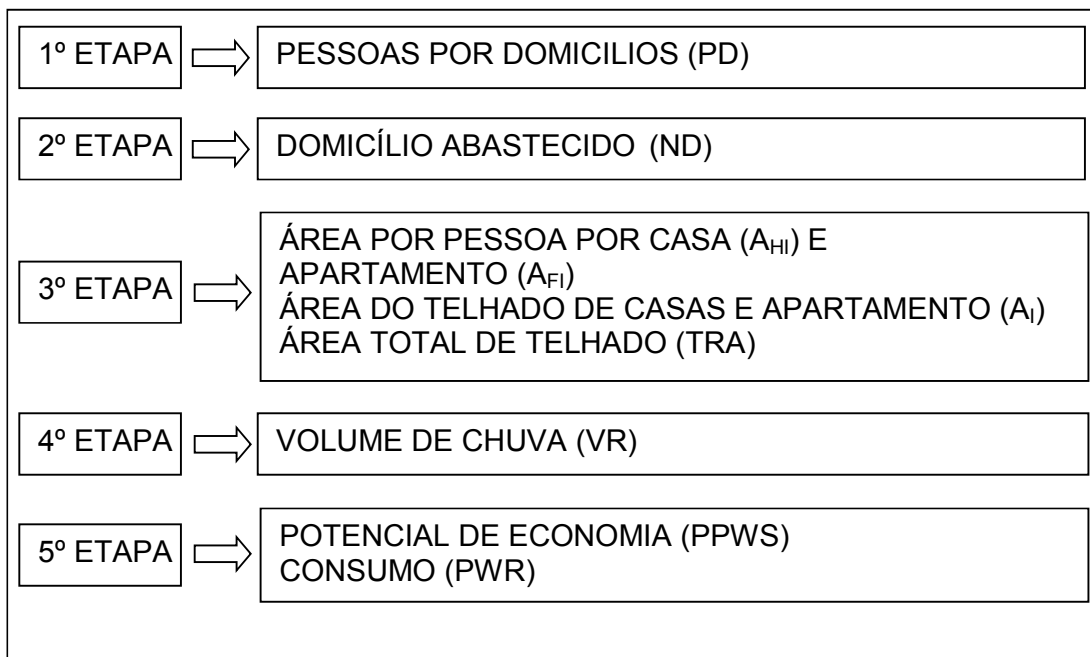 1º ETAPA
PESSOAS POR DOMICILIOS (PD)
2º ETAPA
DOMICÍLIO ABASTECIDO (ND)
3º ETAPA
ÁREA POR PESSOA POR CASA (AHI) E
APARTAMENTO (AFI)
ÁREA DO TELHADO DE CASAS E APARTAMENTO (AI)
ÁREA TOTAL DE TELHADO (TRA)
4º ETAPA
VOLUME DE CHUVA (VR)
5º ETAPA
POTENCIAL DE ECONOMIA (PPWS)
CONSUMO (PWR)